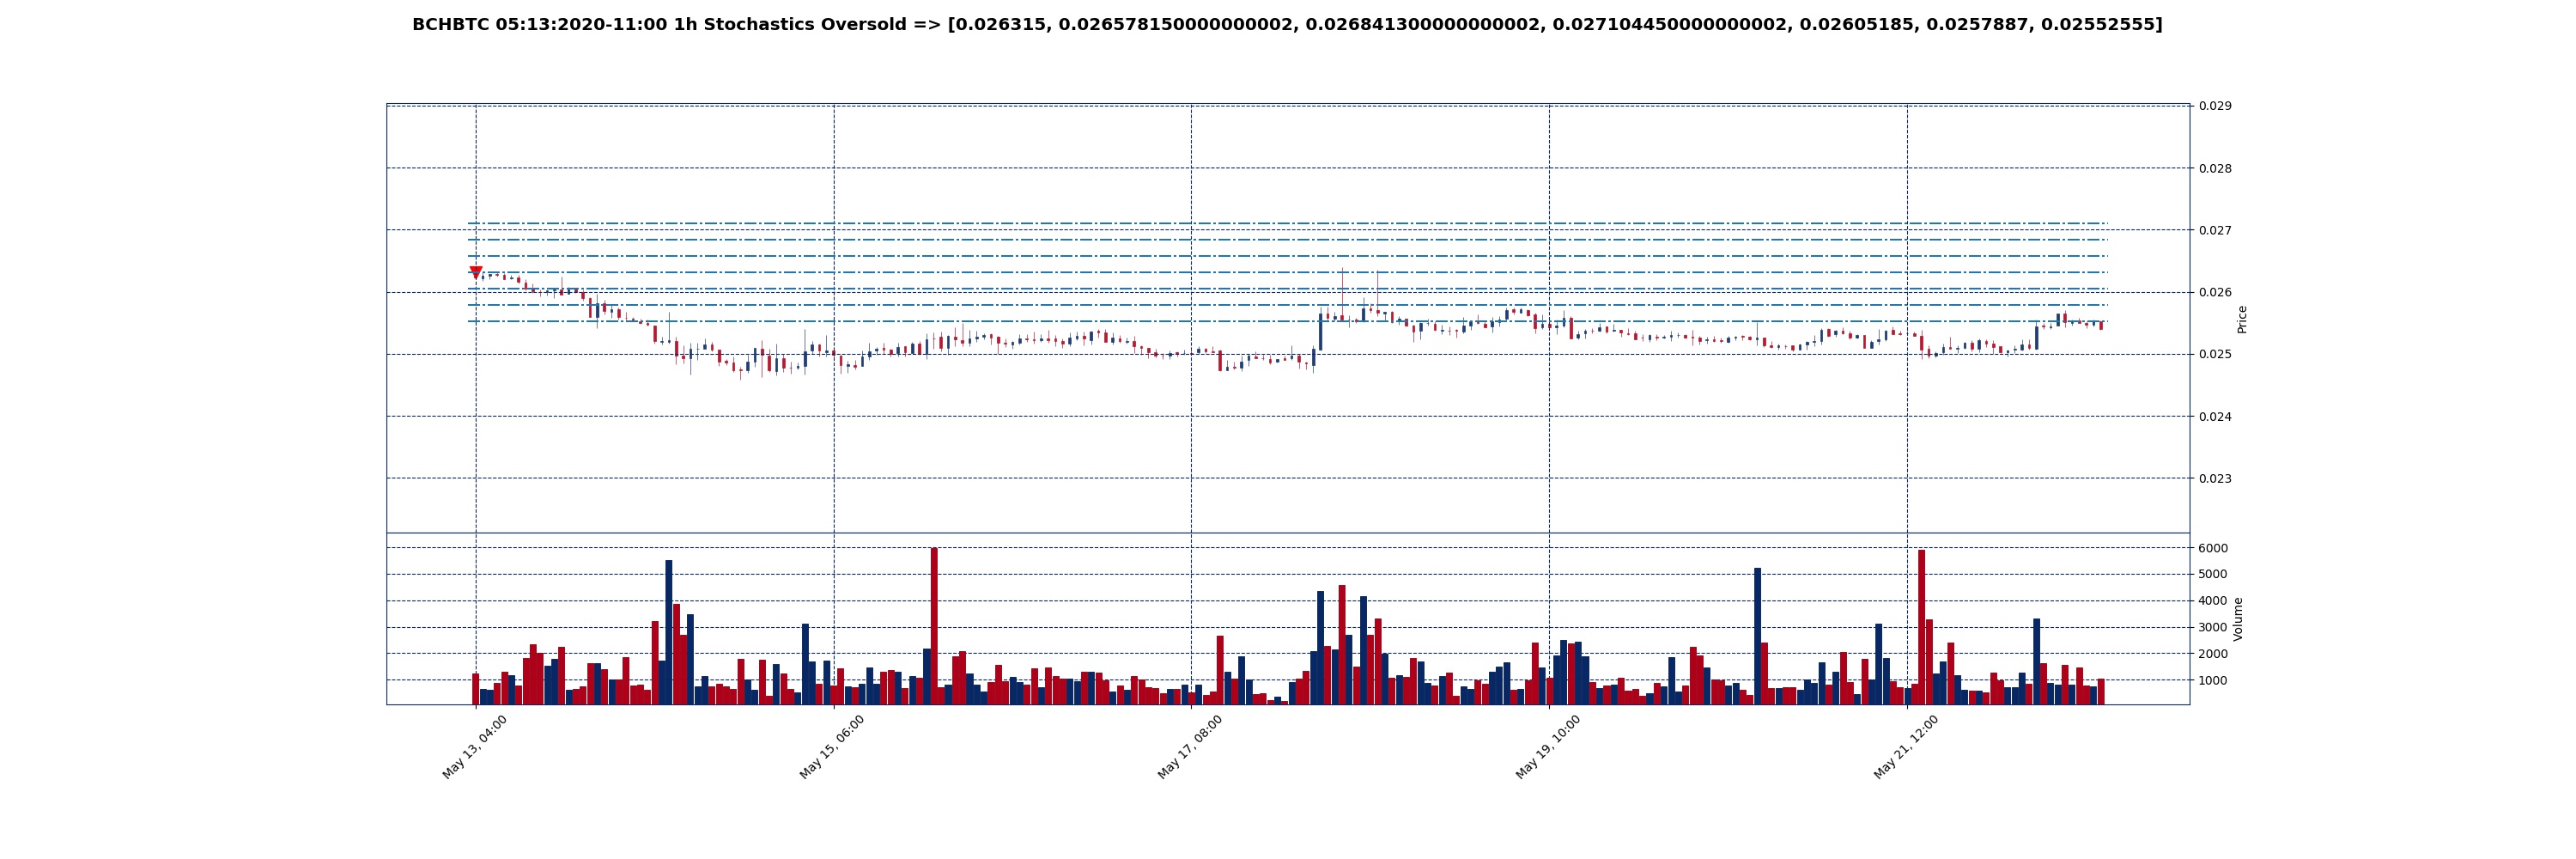 BCHBTC 05:13:2020-11:00 1h Stochastics Oversold => [0.026315, 0.026578150000000002, 0.026841300000000002, 0.027104450000000002, 0.02605185, 0.0257887, 0.02552555]
0.029
0.028
0.027
0.026
0.025
0.024
0.023
Price
6000
5000
4000
3000
2000
1000
Volume
May 13, 04:00
May 15, 06:00
May 17, 08:00
May 19, 10:00
May 21, 12:00